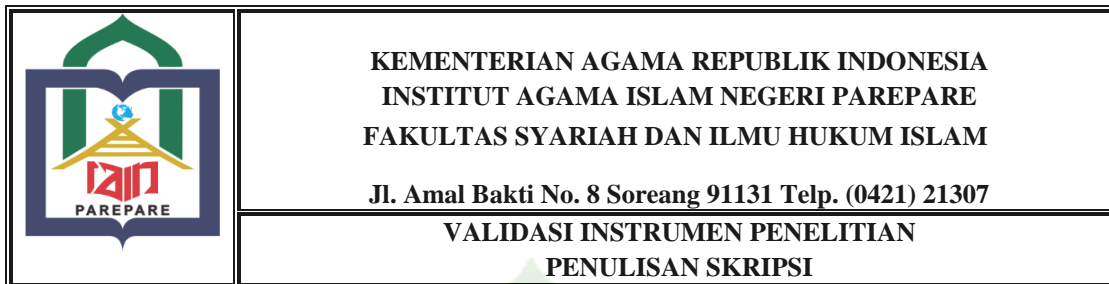 iain
PAREPARE
KEMENTERIAN AGAMA REPUBLIK INDONESIA
INSTITUT AGAMA ISLAM NEGERI PAREPARE
FAKULTAS SYARIAH DAN ILMU HUKUM ISLAM
Jl. Amal Bakti No. 8 Soreang 91131 Telp. (0421) 21307
VALIDASI INSTRUMEN PENELITIAN
PENULISAN SKRIPSI